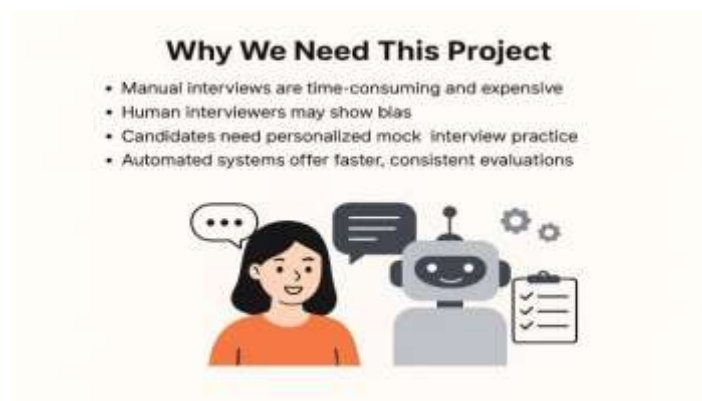 Why We Need This Project
• Manual interviews are time-consuming and expensive
• Human interviewers may show bias
• Candidates need personalized mock interview practice
• Automated systems offer faster, consistent evaluations